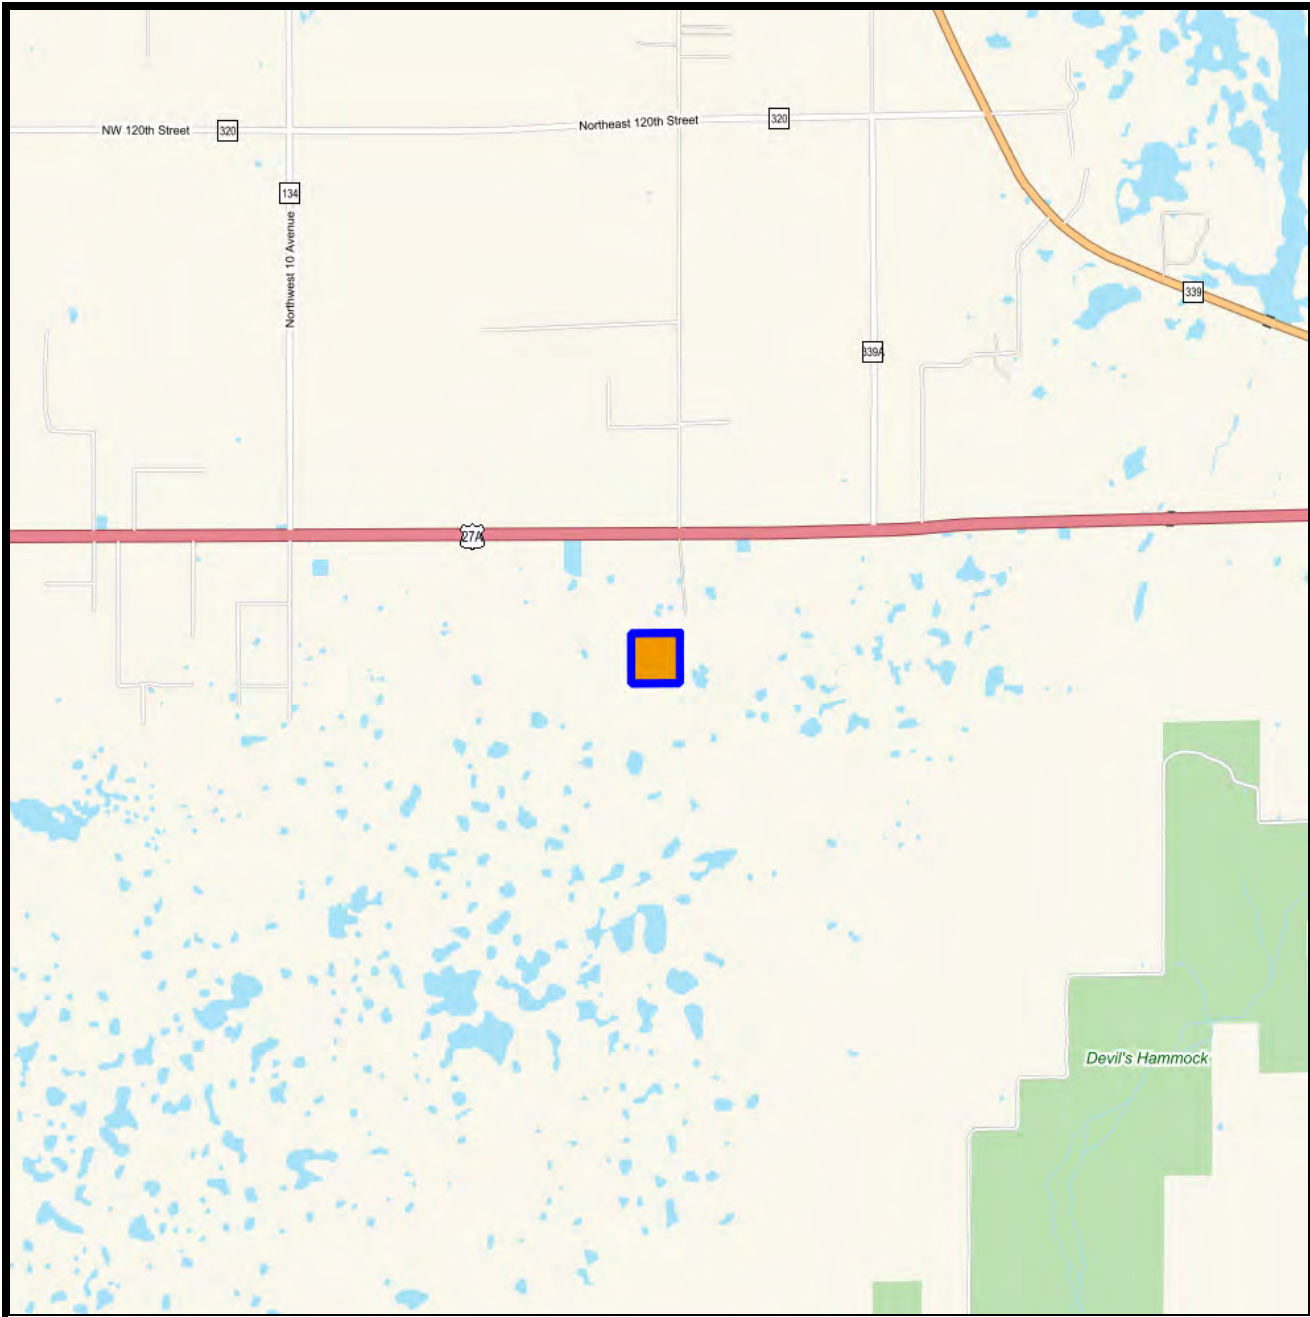 NW 120th Street
320
Northeast 120th Street
320
134
Northwest 10 Avenue
339
339A
27A
Devil's Hammock